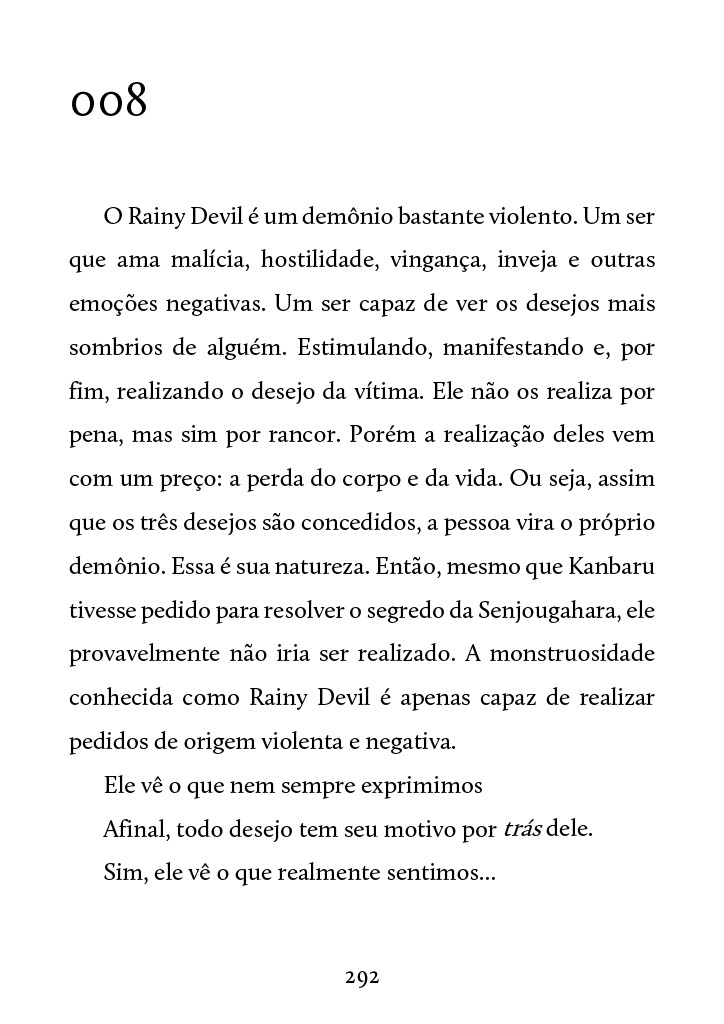 008
O Rainy Devil é um demônio bastante violento. Um ser
que ama malícia, hostilidade, vingança, inveja e outras
emoções negativas. Um ser capaz de ver os desejos mais
sombrios de alguém. Estimulando, manifestando e, por
fim, realizando o desejo da vítima. Ele não os realiza por
pena, mas sim por rancor. Porém a realização deles vem
com um preço: a perda do corpo e da vida. Ou seja, assim
que os três desejos são concedidos, a pessoa vira o próprio
demônio. Essa é sua natureza. Então, mesmo que Kanbaru
tivesse pedido para resolver o segredo da Senjougahara, ele
provavelmente não iria ser realizado. A monstruosidade
conhecida como Rainy Devil é apenas capaz de realizar
pedidos de origem violenta e negativa.
Ele vê o que nem sempre exprimimos
Afinal, todo desejo tem seu motivo por trás dele.
Sim, ele vê o que realmente sentimos...
292